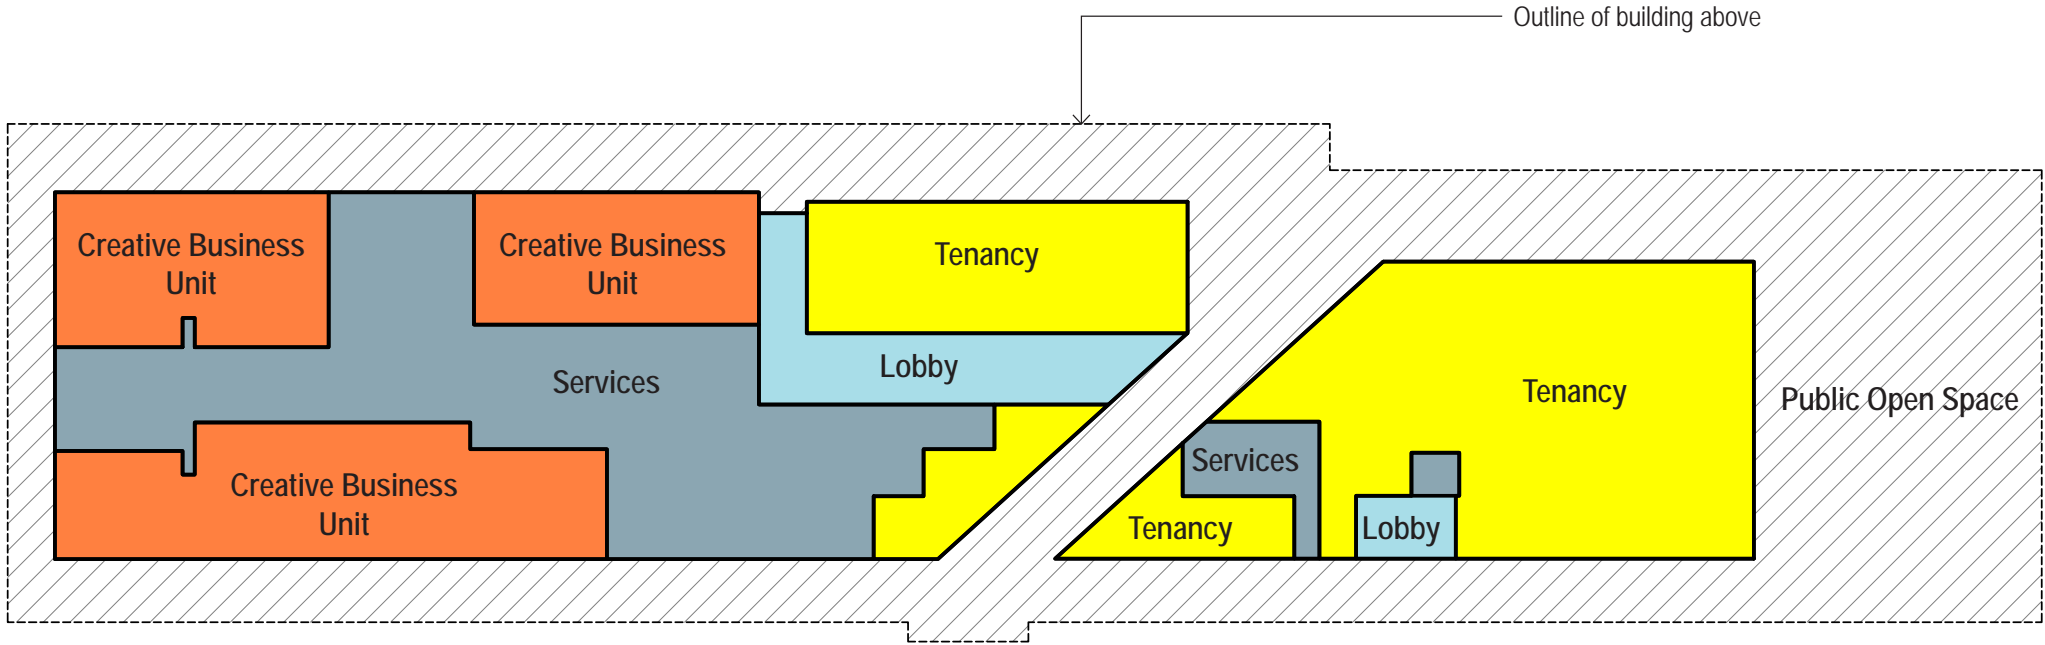 Outline of building above
Creative Business
Unit
Creative Business
Unit
Tenancy
Lobby
Services
Tenancy
Public Open Space
Services
Creative Business
Unit
Tenancy
Lobby